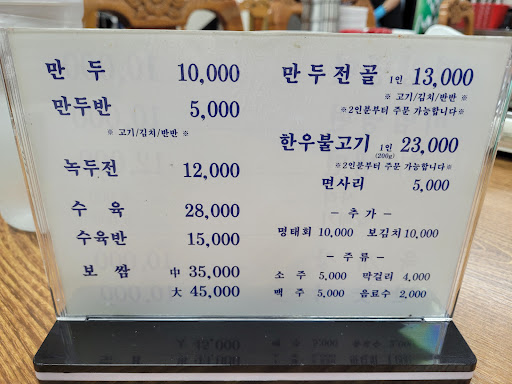 만두 10,000
만두반 5,000
※ 고기/김치/반반 ※
녹두전 12,000
수육 28,000
수육반 15,000
보쌈 中 35,000
大 45,000
만두전골 1인 13,000
※ 고기/김치/반반 ※
※2인분부터 주문 가능합니다※
한우불고기 1인 (200g) 23,000
※2인분부터 주문 가능합니다※
면사리 5,000
- 추 가 -
명태회 10,000 보김치 10,000
- 주 류 -
소주 5,000 막걸리 4,000
맥주 5,000 음료수 2,000